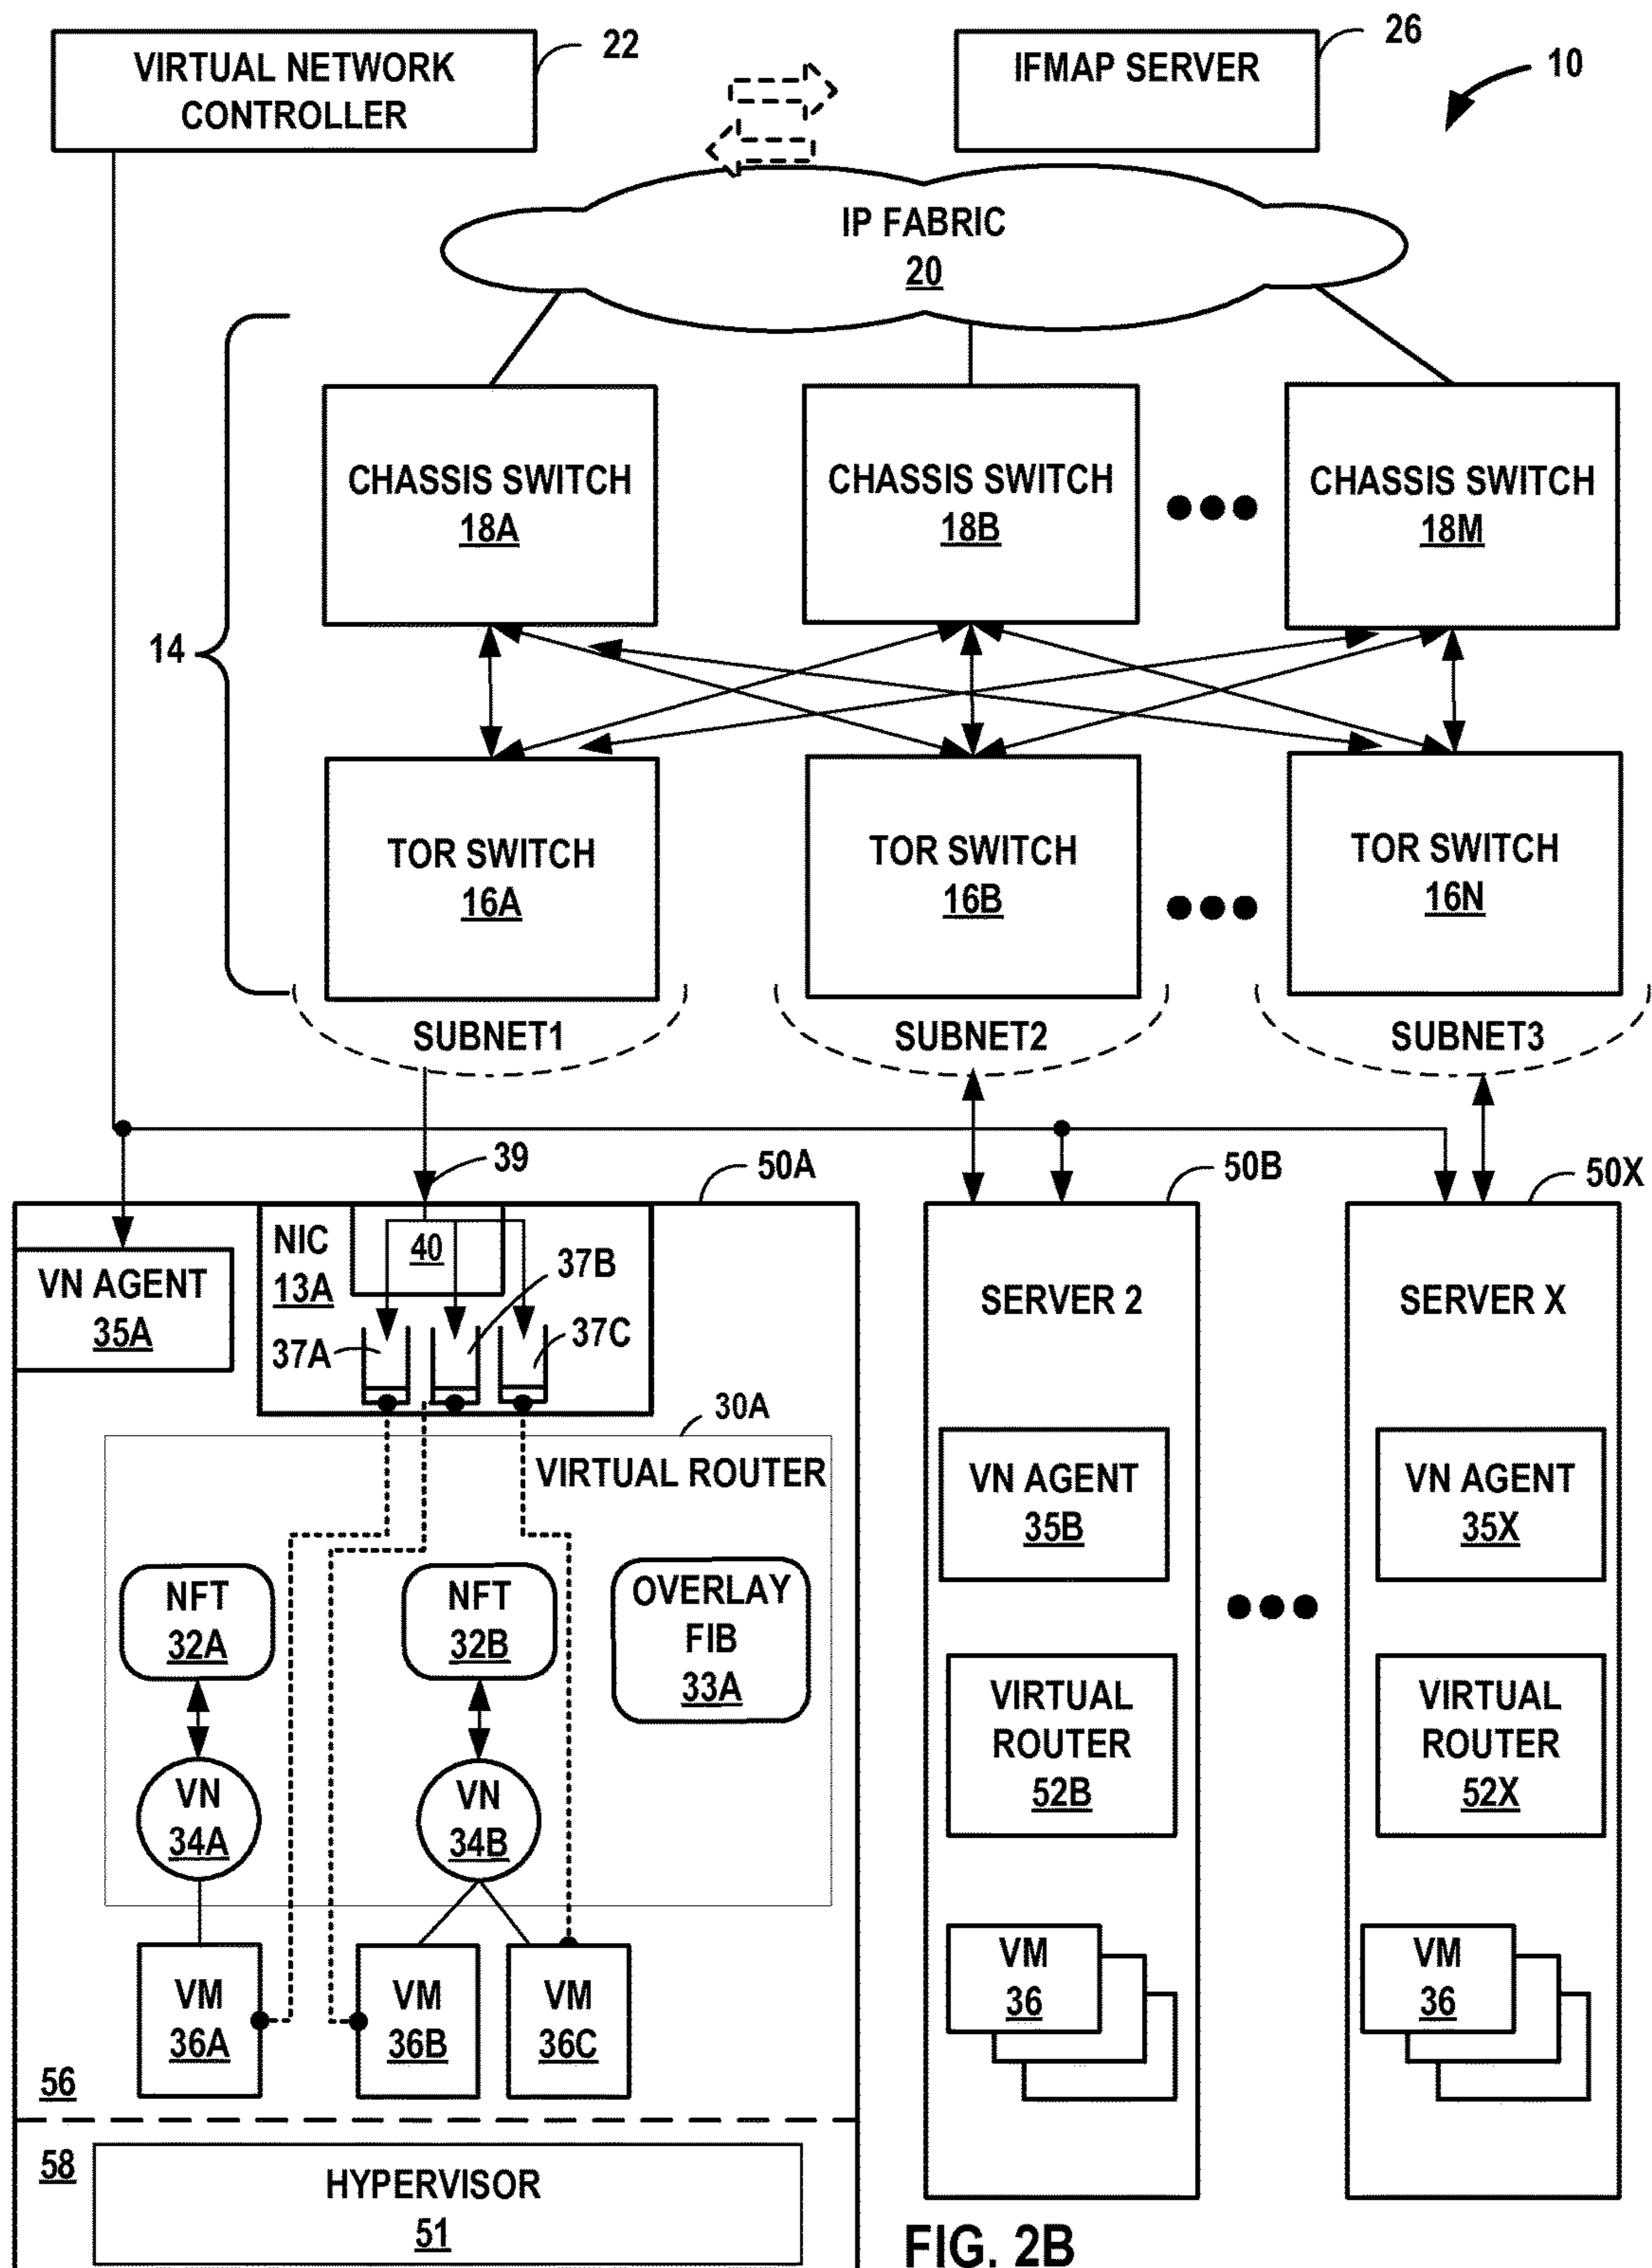 VIRTUAL NETWORK
CONTROLLER
22
IFMAP SERVER
26
10
IP FABRIC
20
14
CHASSIS SWITCH
18A
CHASSIS SWITCH
18B
CHASSIS SWITCH
18M
TOR SWITCH
16A
TOR SWITCH
16B
TOR SWITCH
16N
SUBNET1
SUBNET2
SUBNET3
39
50A
50B
50X
VN AGENT
35A
NIC
13A
40
37A
37B
37C
30A
VIRTUAL ROUTER
NFT
32A
NFT
32B
OVERLAY
FIB
33A
VN
34A
VN
34B
VM
36A
VM
36B
VM
36C
56
58
HYPERVISOR
51
SERVER 2
VN AGENT
35B
VIRTUAL
ROUTER
52B
VM
36
SERVER X
VN AGENT
35X
VIRTUAL
ROUTER
52X
VM
36
FIG. 2B